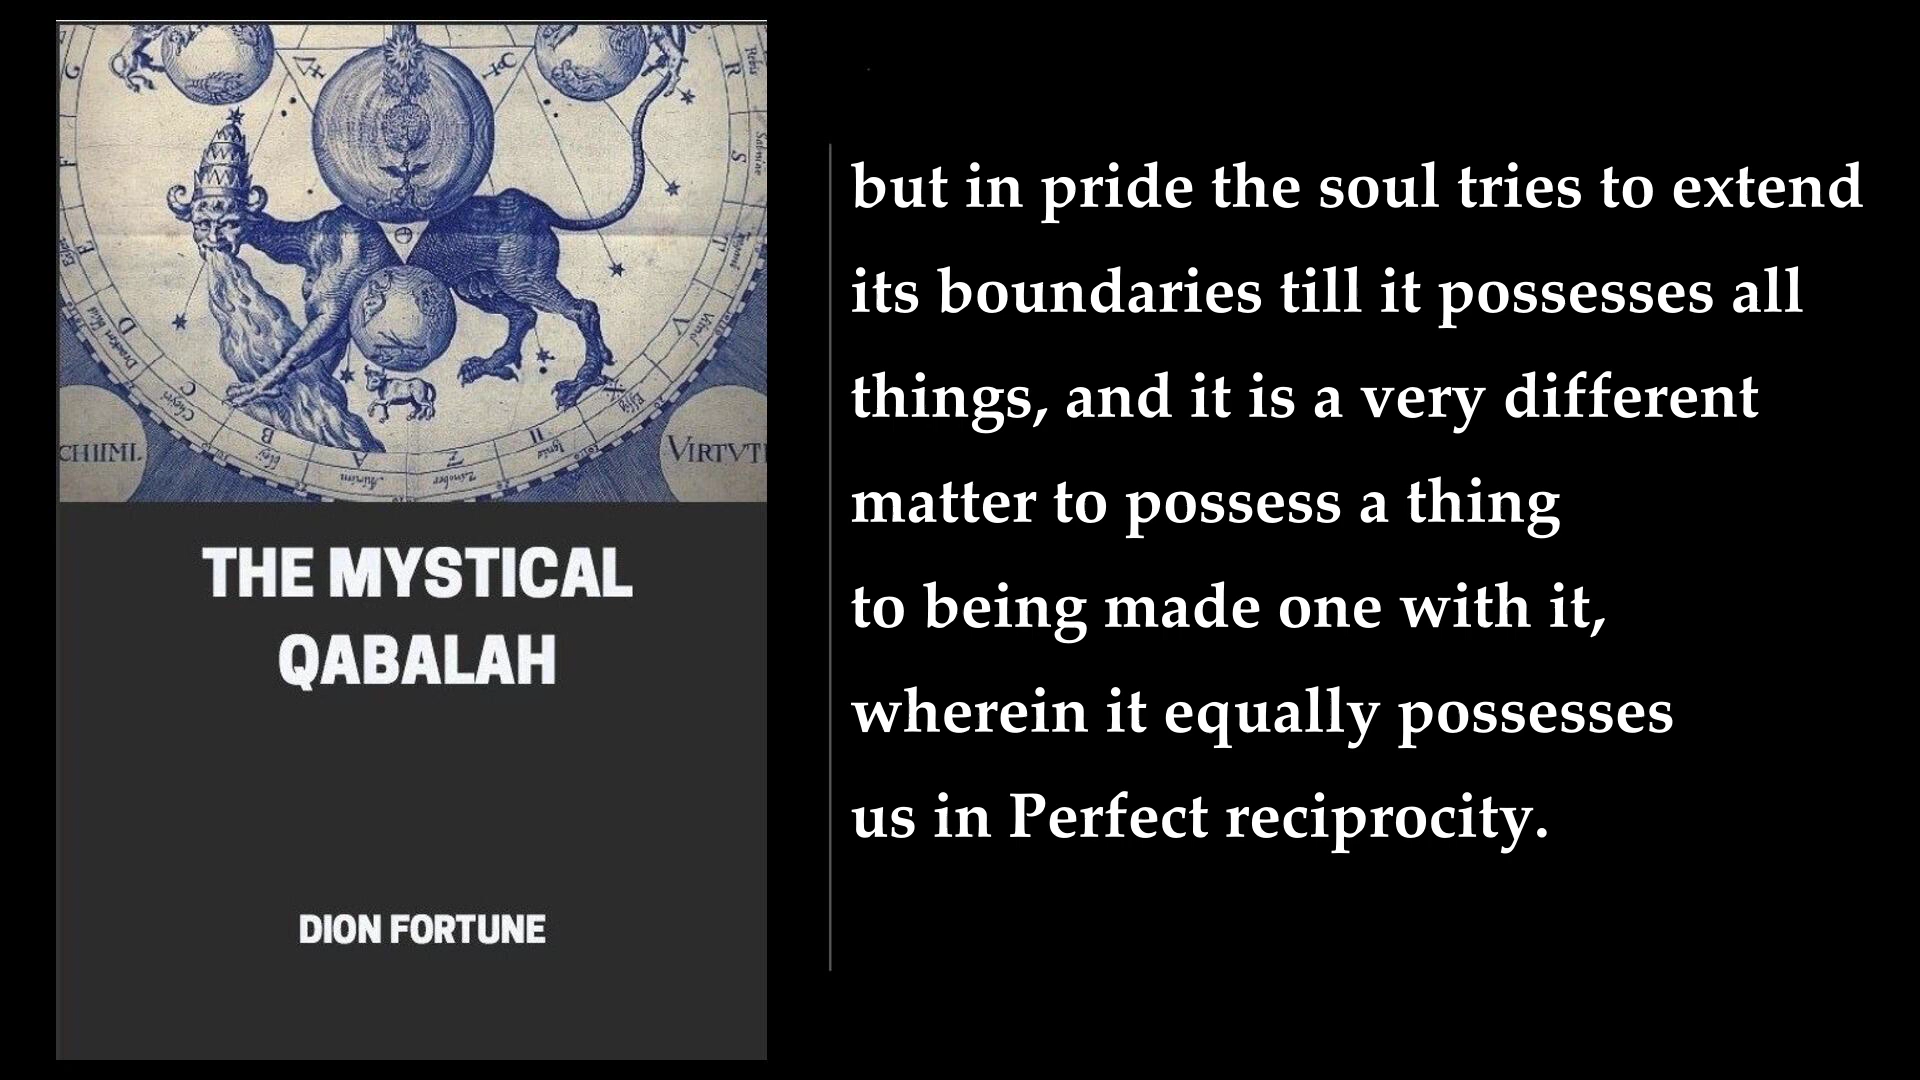 THE MYSTICAL
QABALAH
DION FORTUNE
CHIIMI.
VIRTVTI
but in pride the soul tries to extend
its boundaries till it possesses all
things, and it is a very different
matter to possess a thing
to being made one with it,
wherein it equally possesses
us in Perfect reciprocity.